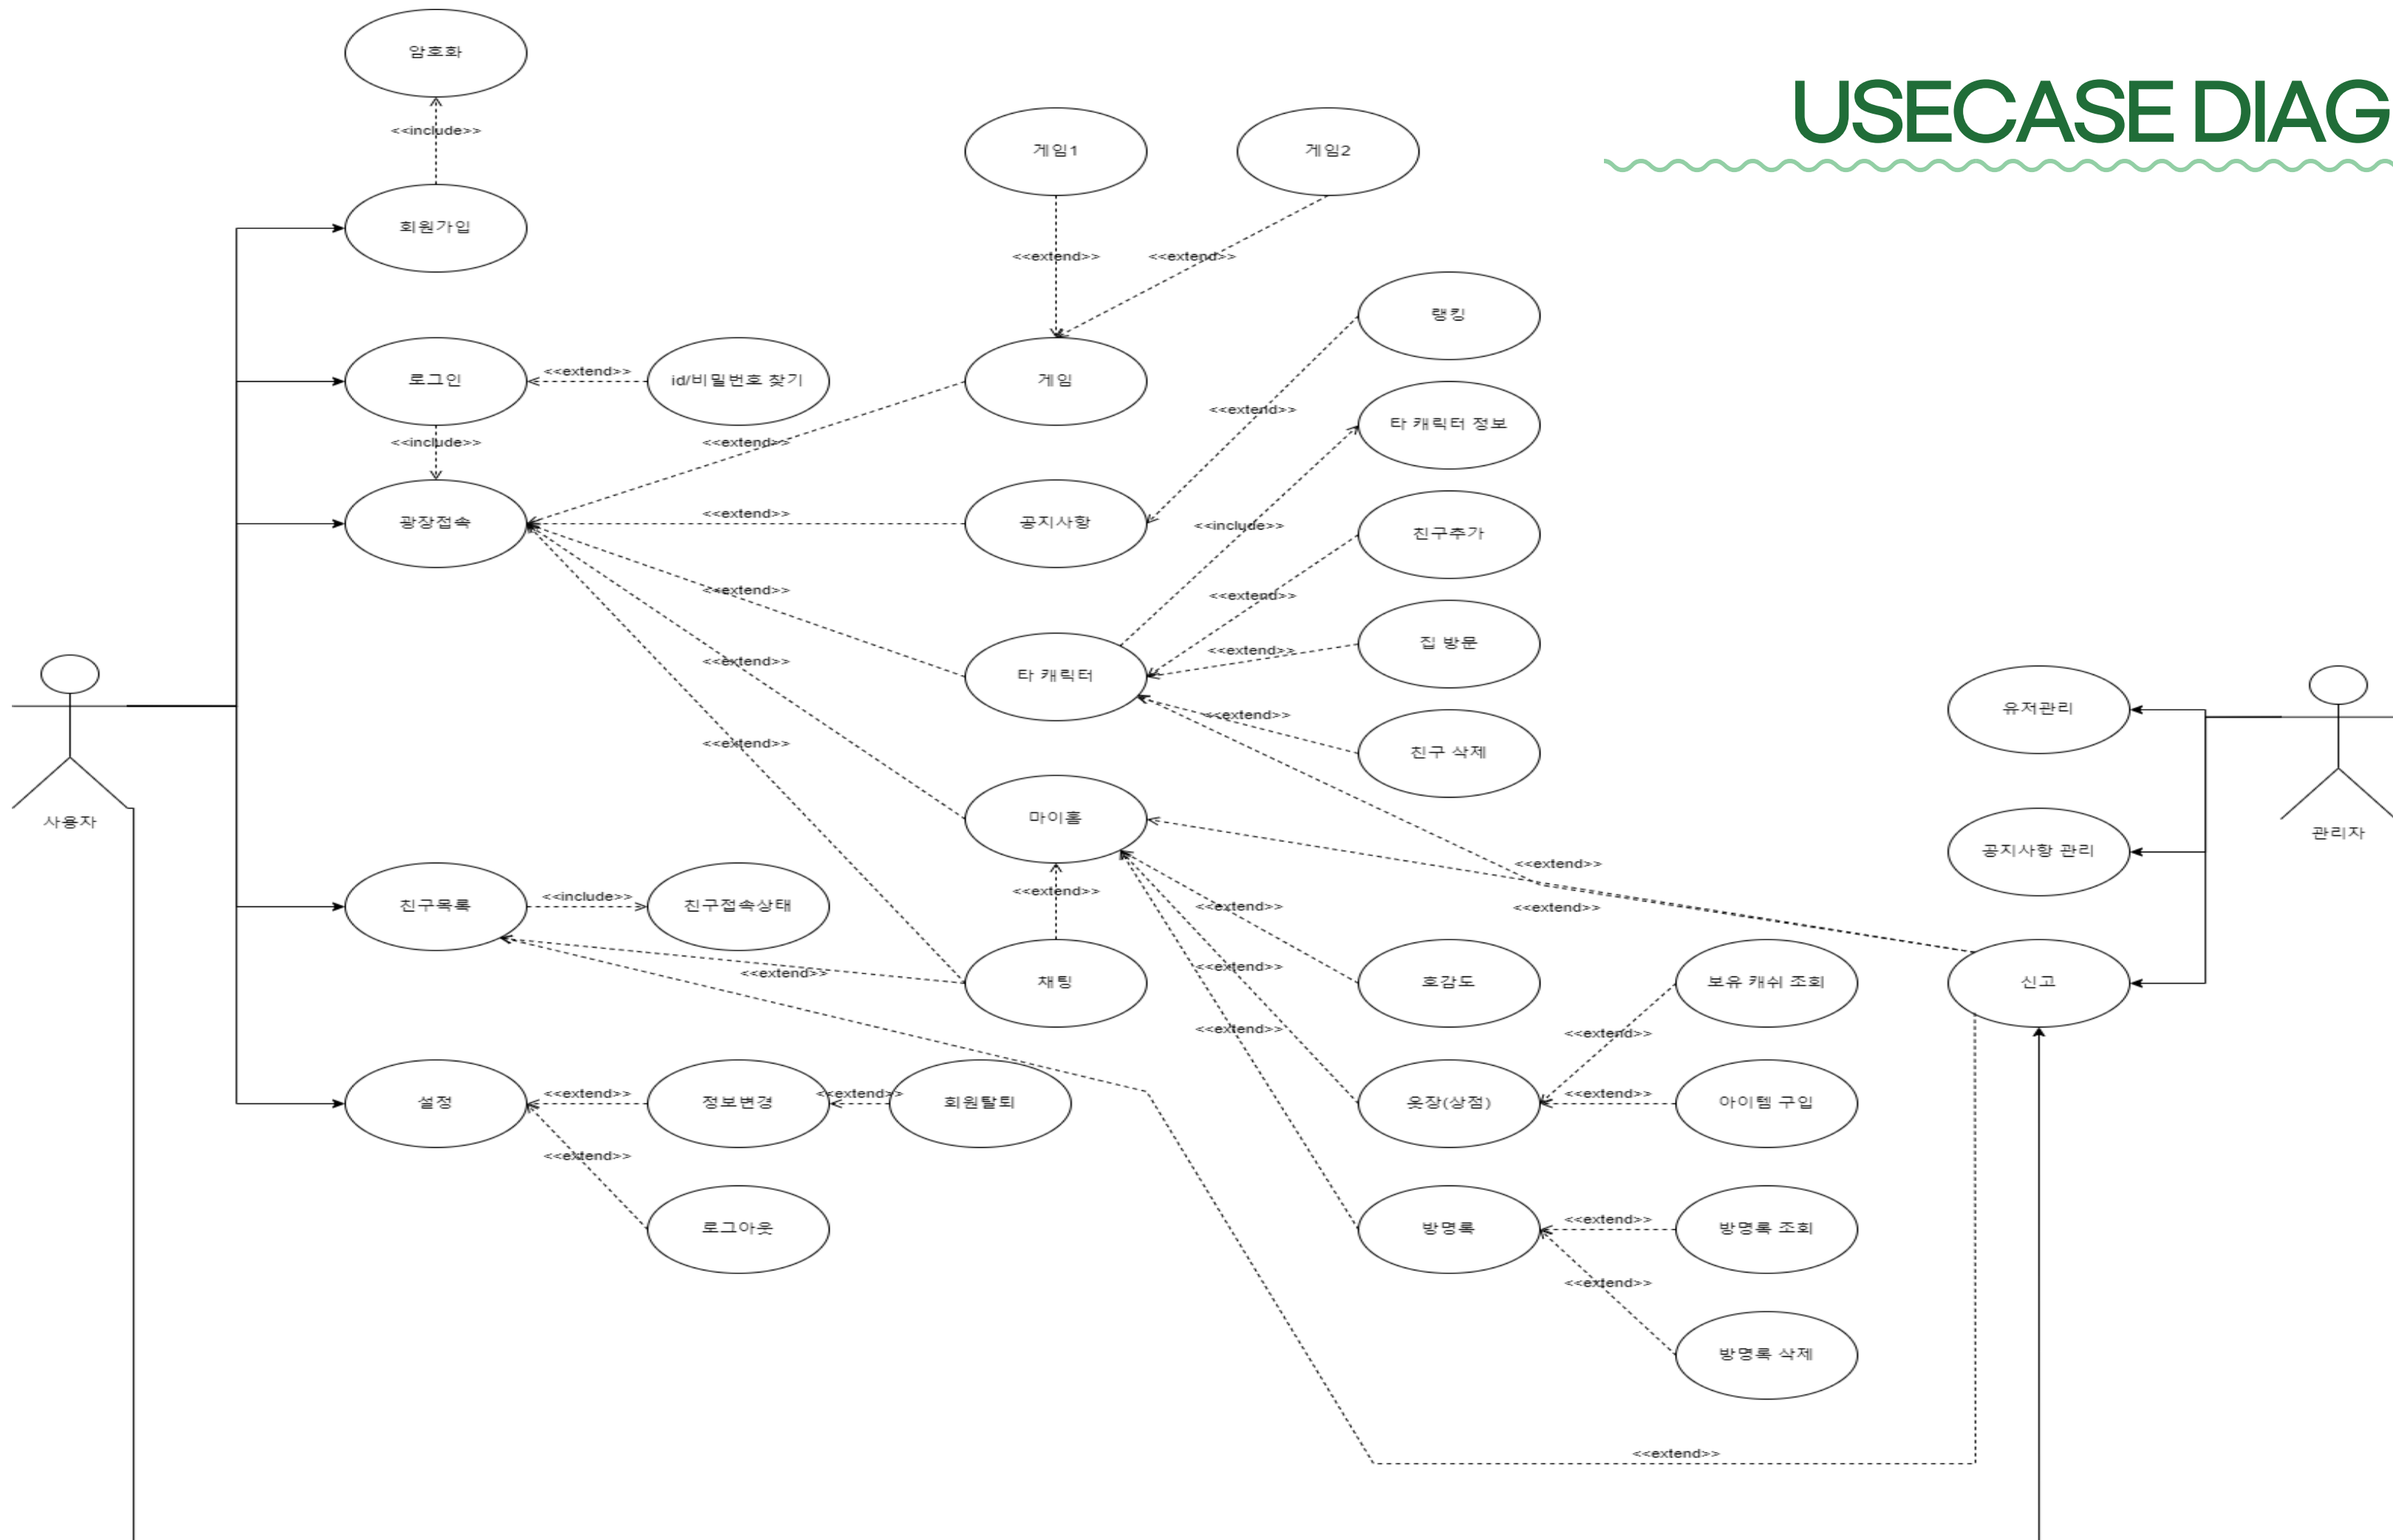 USECASE DIAG
암호화
<<include>>
회원가입
게임1
게임2
<<extend>>
<<extend>>
랭킹
로그인
<<extend>>
id/비밀번호 찾기
게임
<<extend>>
타 캐릭터 정보
<<include>>
<<extend>>
광장접속
<<extend>>
공지사항
<<include>>
친구추가
<<extend>>
<<extend>>
<<extend>>
집 방문
<<extend>>
타 캐릭터
<<extend>>
친구 삭제
<<extend>>
유저관리
사용자
마이홈
관리자
공지사항 관리
<<extend>>
<<extend>>
친구목록
<<include>>
친구접속상태
<<extend>>
<<extend>>
<<extend>>
<<extend>>
채팅
호감도
보유 캐쉬 조회
신고
<<extend>>
<<extend>>
설정
<<extend>>
정보변경
<<extend>>
회원탈퇴
옷장(상점)
<<extend>>
아이템 구입
<<extend>>
로그아웃
방명록
<<extend>>
방명록 조회
<<extend>>
방명록 삭제
<<extend>>